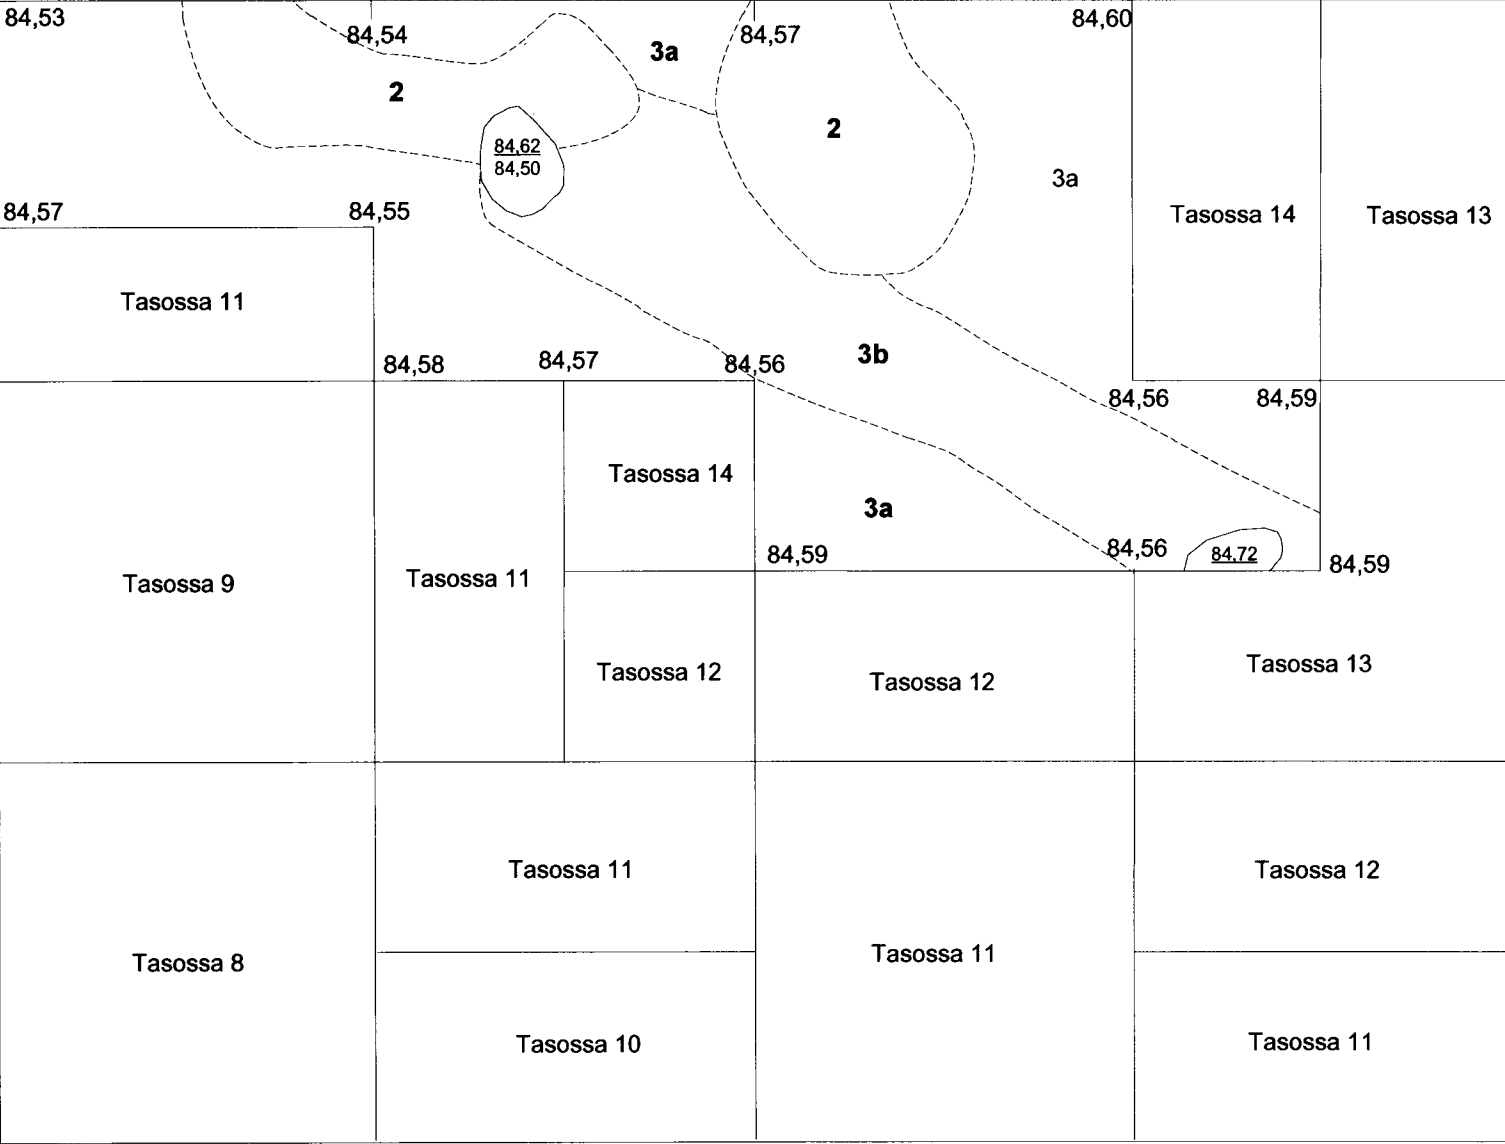 84,53
84,54
3a
84,57
84,60
2
2
84,62
84,50
3a
84,57
84,55
Tasossa 14
Tasossa 13
Tasossa 11
84,58
84,57
84,56
3b
84,56
84,59
Tasossa 14
3a
84,59
84,56
84,72
84,59
Tasossa 9
Tasossa 11
Tasossa 12
Tasossa 12
Tasossa 13
Tasossa 11
Tasossa 12
Tasossa 8
Tasossa 11
Tasossa 10
Tasossa 11